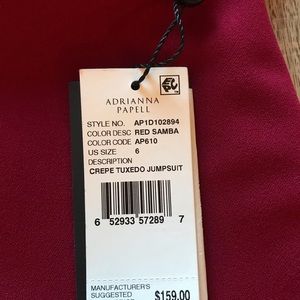 ADRIANNA
PAPELL
STYLE NO. AP1D102894
COLOR DESC RED SAMBA
COLOR CODE AP610
US SIZE 6
DESCRIPTION
CREPE TUXEDO JUMPSUIT
6 52933 57289 7
MANUFACTURER'S
SUGGESTED $159.00